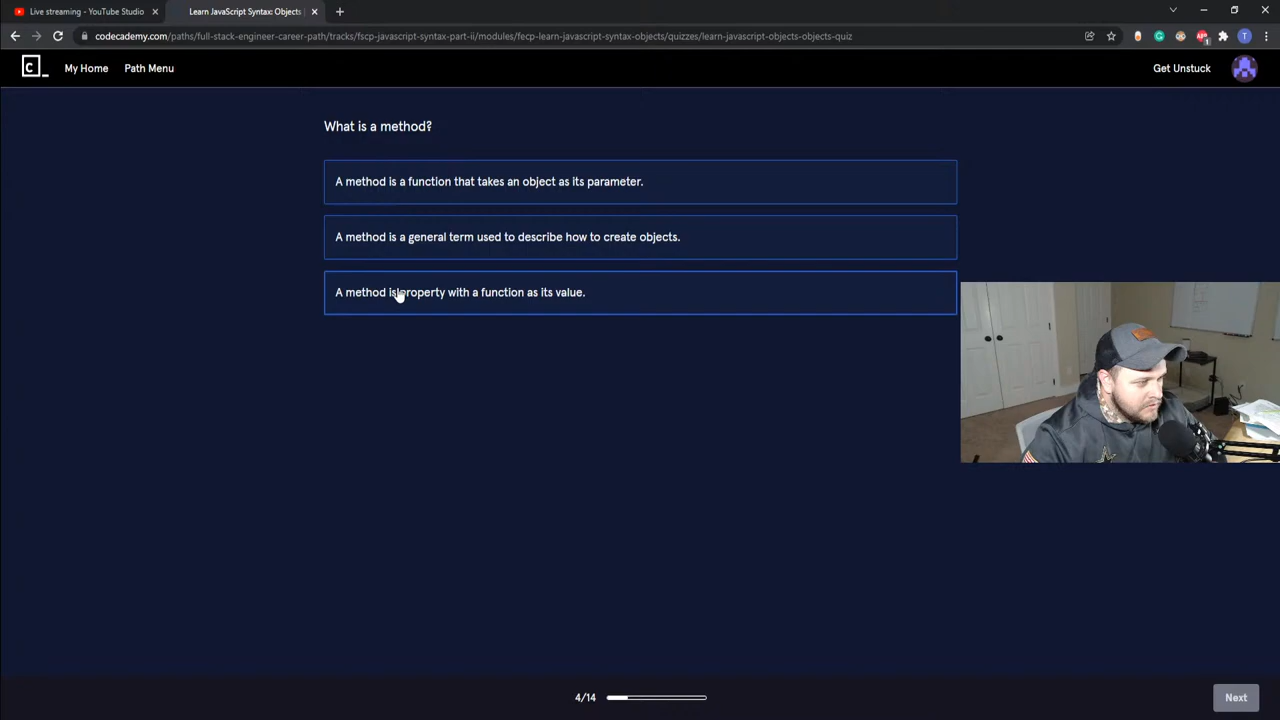 Live streaming - YouTube Studio
Learn JavaScript Syntax: Objects
codecademy.com/paths/full-stack-engineer-career-path/tracks/fscp-javascript-syntax-part-ii/modules/fecp-learn-javascript-syntax-objects/quizzes/learn-javascript-objects-objects-quiz
1
T
C_
My Home
Path Menu
Get Unstuck
What is a method?
A method is a function that takes an object as its parameter.
A method is a general term used to describe how to create objects.
A method is property with a function as its value.
4/14
Next